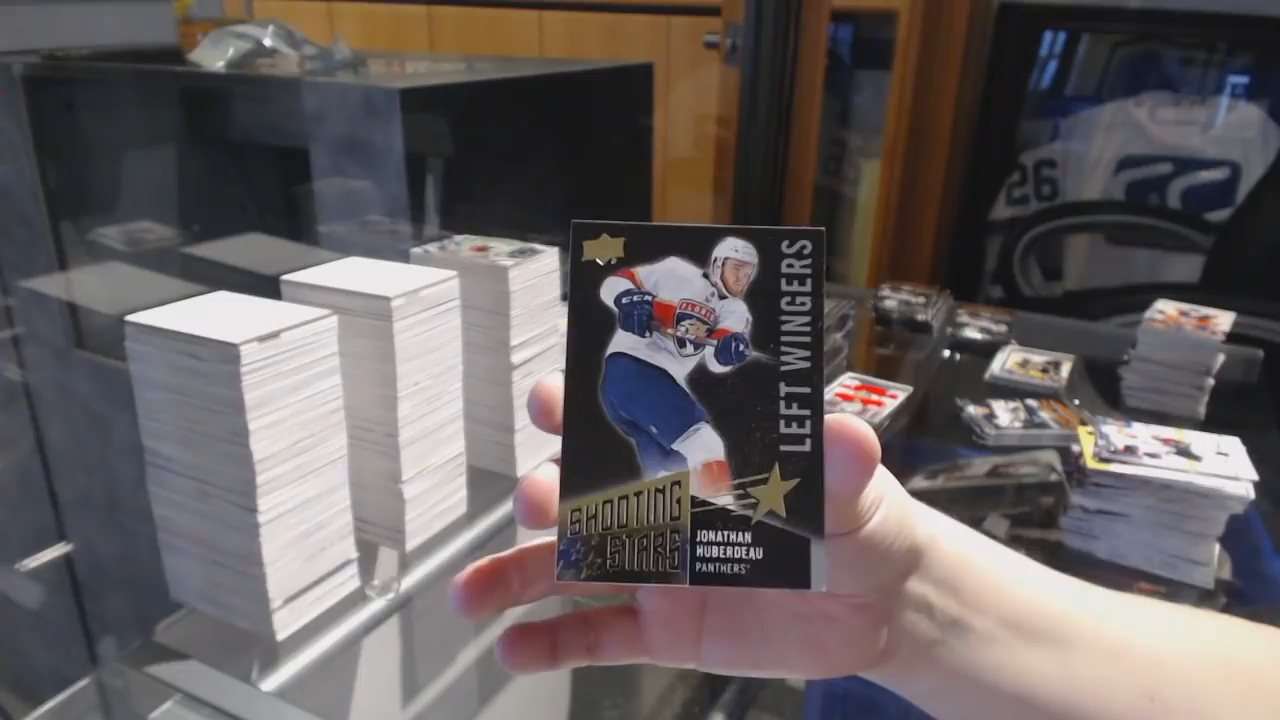 LEFT WINGERS
CCM
SHOOTING
STARS
JONATHAN
HUBERDEAU
PANTHERS
26